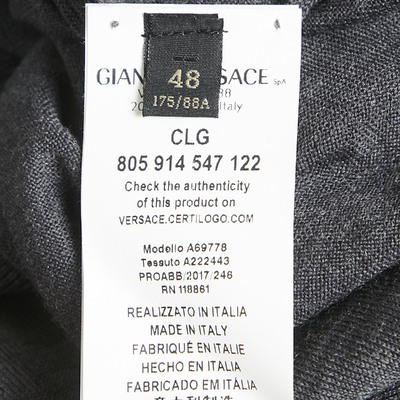 48
175/88A
GIAN SACE SpA
Italy
CLG
805 914 547 122
Check the authenticity
of this product on
VERSACE.CERTILOGO.COM
Modello A69778
Tessuto A222443
PROABB/2017/246
RN 118861
REALIZZATO IN ITALIA
MADE IN ITALY
FABRIQUÉ EN ITALIE
HECHO EN ITALIA
FABRICADO EM ITÁLIA